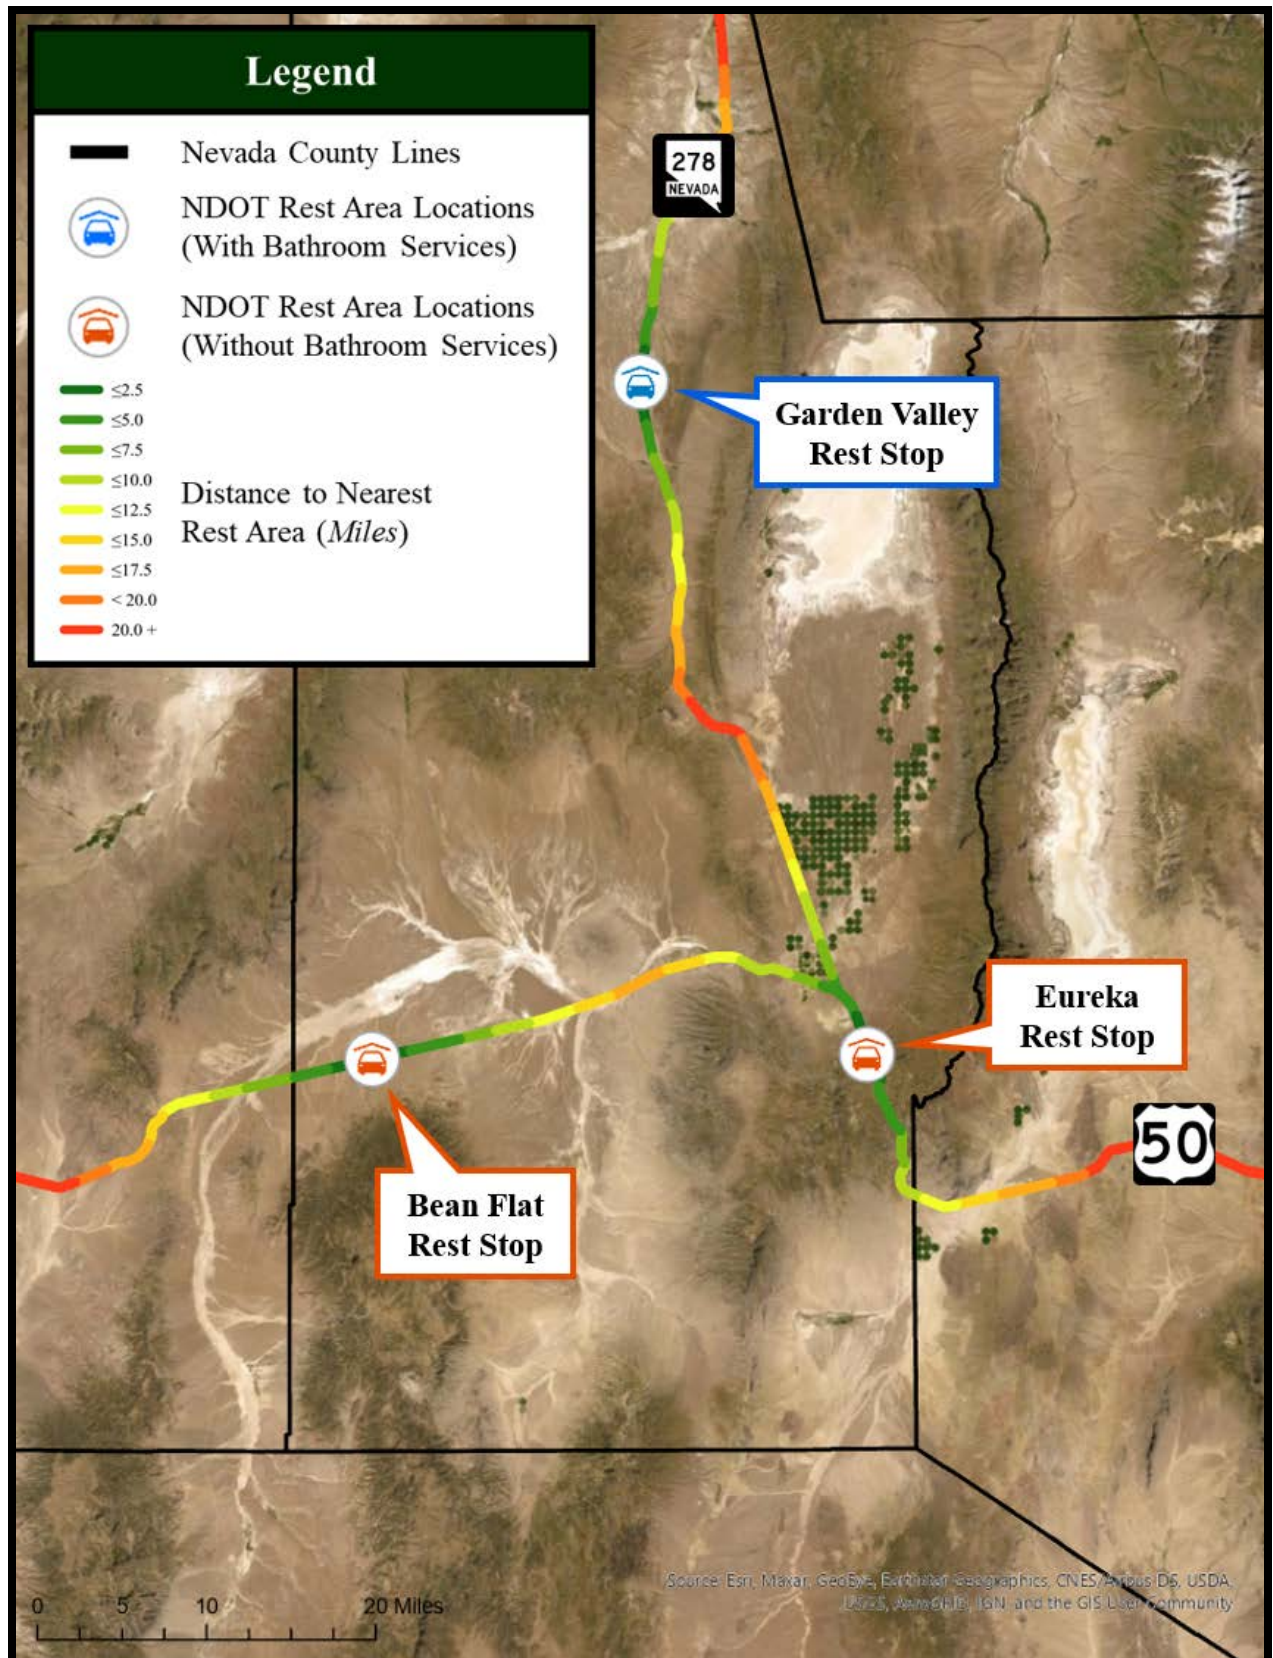 Legend
Nevada County Lines
NDOT Rest Area Locations
(With Bathroom Services)
NDOT Rest Area Locations
(Without Bathroom Services)
≤2.5
≤5.0
≤7.5
≤10.0
≤12.5
≤15.0
≤17.5
< 20.0
20.0 +
Distance to Nearest
Rest Area (Miles)
278
NEVADA
Garden Valley
Rest Stop
Eureka
Rest Stop
50
Bean Flat
Rest Stop
Source: Esri, Maxar, GeoEye, Earthstar Geographics, CNES/Airbus DS, USDA,
USGS, AeroGRID, IGN, and the GIS User Community
0 5 10 20 Miles